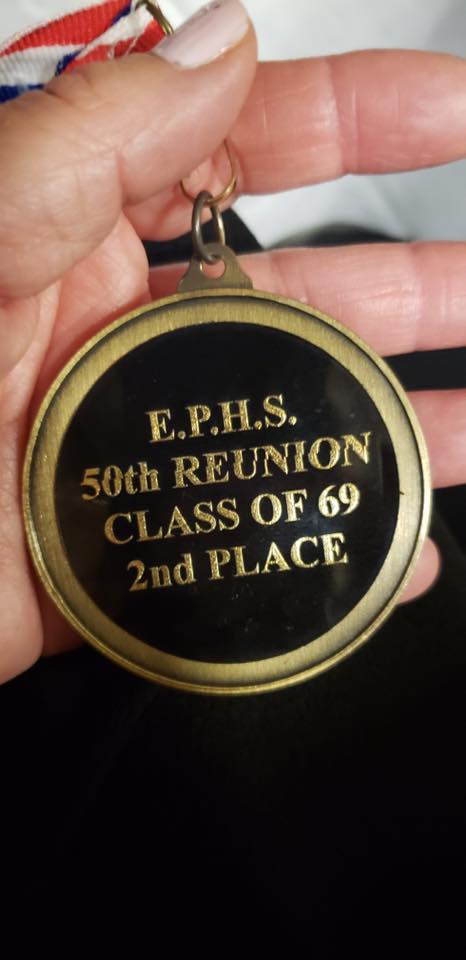 E.P.H.S.
50th REUNION
CLASS OF 69
2nd PLACE